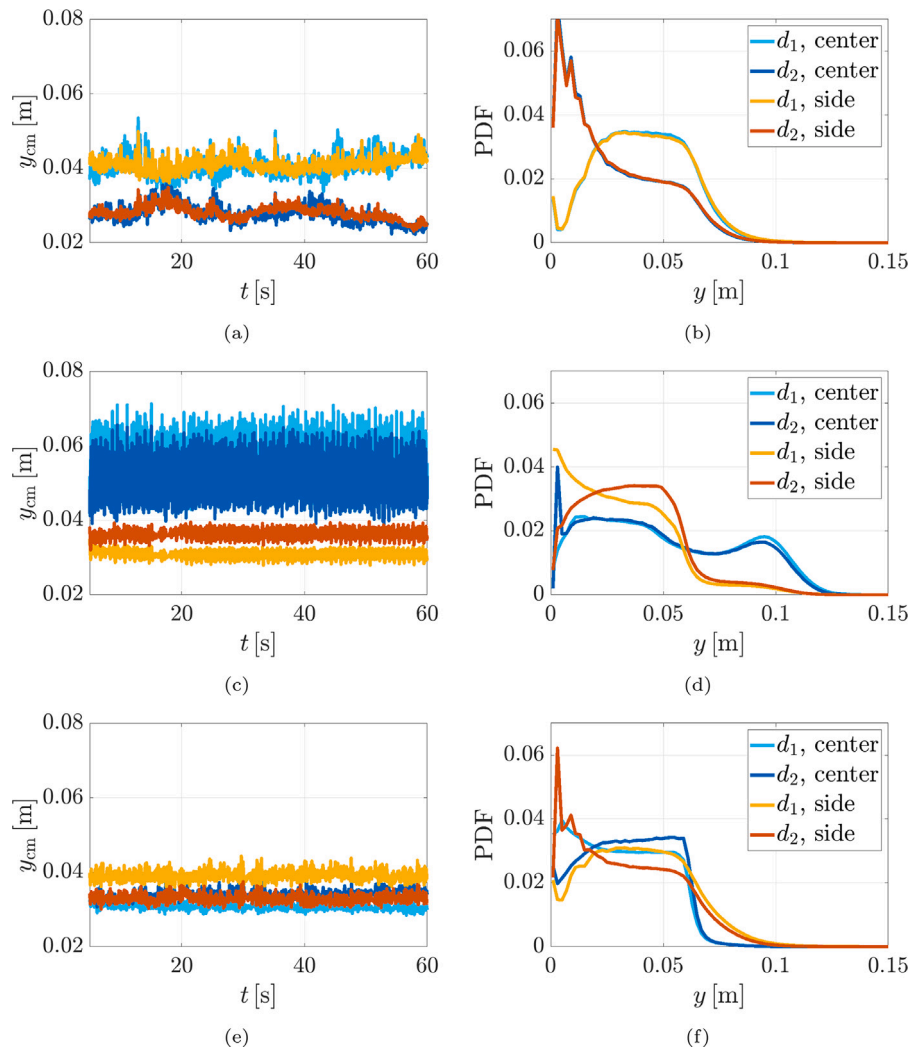 0.08
0.06
0.04
0.02
y_cm [m]
20
40
60
t [s]
(a)
0.06
0.04
0.02
0
PDF
d_1, center
d_2, center
d_1, side
d_2, side
0
0.05
0.1
0.15
y [m]
(b)
0.08
0.06
0.04
0.02
y_cm [m]
20
40
60
t [s]
(c)
0.06
0.04
0.02
0
PDF
d_1, center
d_2, center
d_1, side
d_2, side
0
0.05
0.1
0.15
y [m]
(d)
0.08
0.06
0.04
0.02
y_cm [m]
20
40
60
t [s]
(e)
0.06
0.04
0.02
0
PDF
d_1, center
d_2, center
d_1, side
d_2, side
0
0.05
0.1
0.15
y [m]
(f)